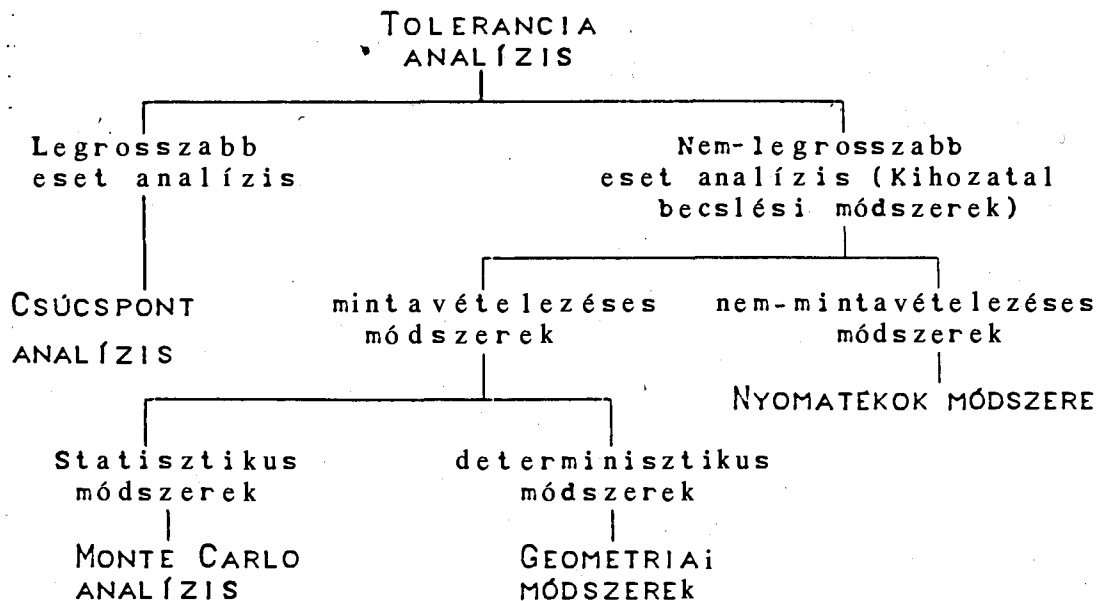 TOLERANCIA
ANALÍZIS
Legrosszabb
eset analízis
Nem-legrosszabb
eset analízis (Kihozatal
becslési módszerek)
CSÚCSPONT
ANALÍZIS
mintavételezéses
módszerek
nem-mintavételezéses
módszerek
NYOMATÉKOK MÓDSZERE
Statisztikus
módszerek
determinisztikus
módszerek
MONTE CARLO
ANALÍZIS
GEOMETRIAi
MÓDSZEREk